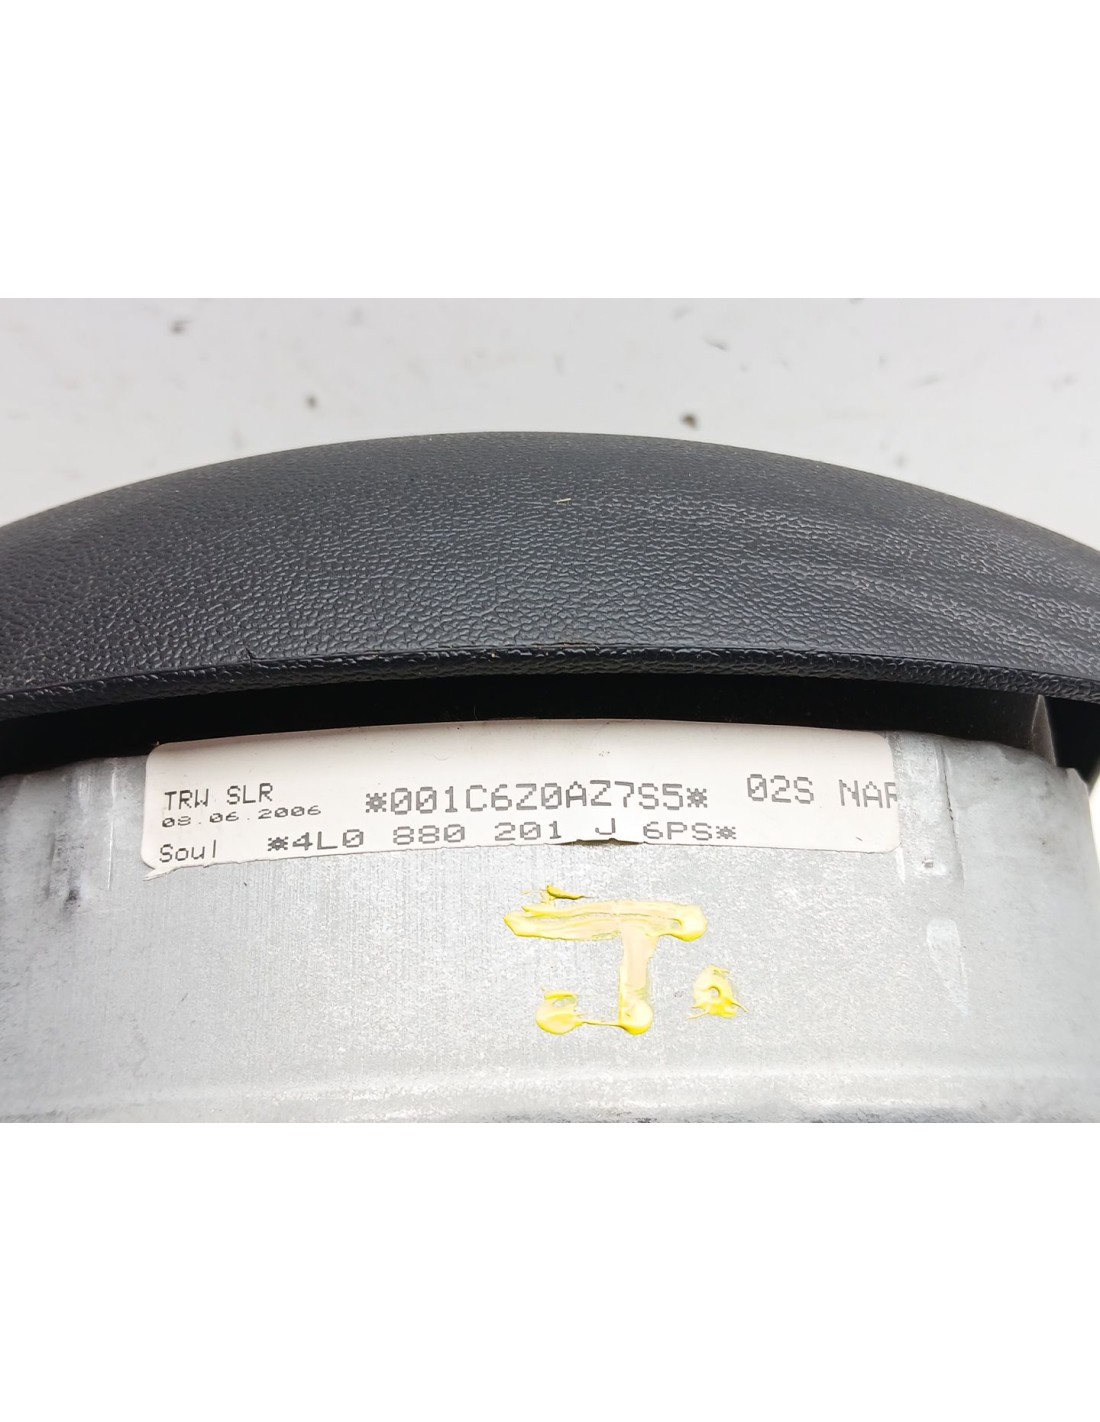 TRW SLR *001C6Z0AZ7S5* 02S NAR
08.06.2006
Soul *4L0 880 201 J 6PS*
J.